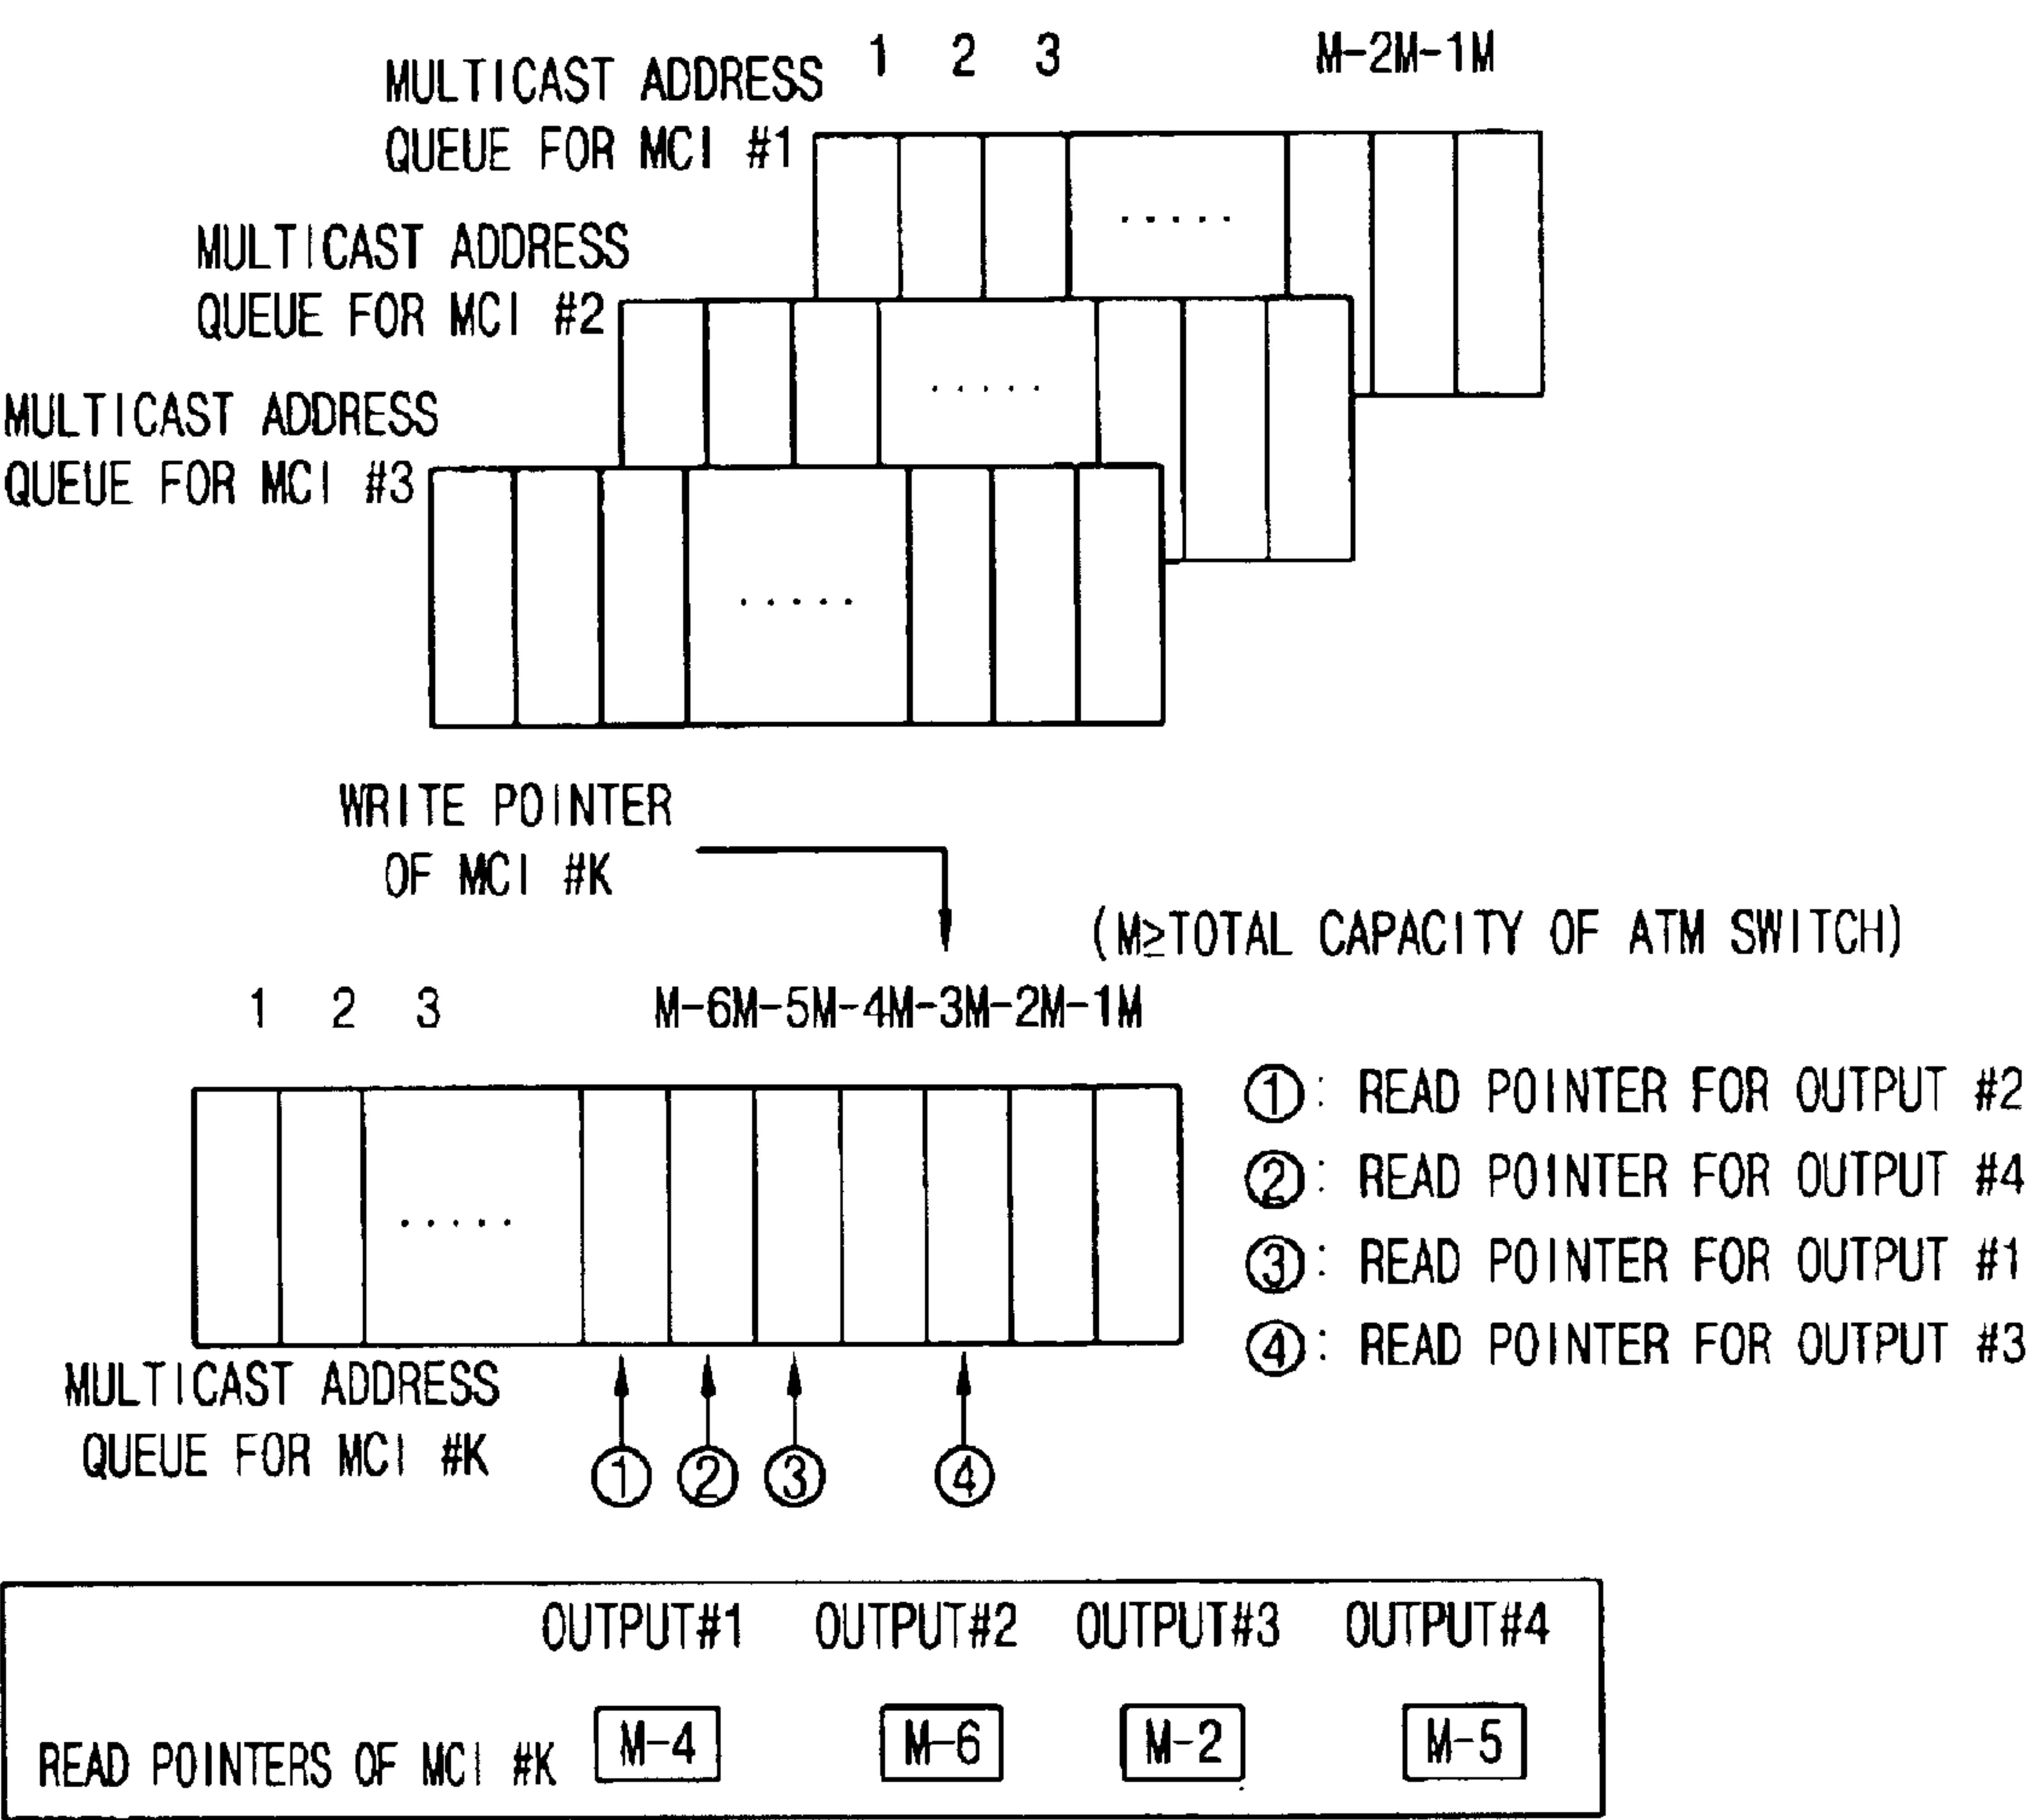 MULTICAST ADDRESS
QUEUE FOR MCI #1
1 2 3 M-2M-1M
.....
MULTICAST ADDRESS
QUEUE FOR MCI #2
.....
MULTICAST ADDRESS
QUEUE FOR MCI #3
.....
WRITE POINTER
OF MCI #K
(M≥TOTAL CAPACITY OF ATM SWITCH)
1 2 3 M-6M-5M-4M-3M-2M-1M
.....
MULTICAST ADDRESS
QUEUE FOR MCI #K
① ② ③ ④
①: READ POINTER FOR OUTPUT #2
②: READ POINTER FOR OUTPUT #4
③: READ POINTER FOR OUTPUT #1
④: READ POINTER FOR OUTPUT #3
OUTPUT#1 OUTPUT#2 OUTPUT#3 OUTPUT#4
READ POINTERS OF MCI #K M-4 M-6 M-2 M-5